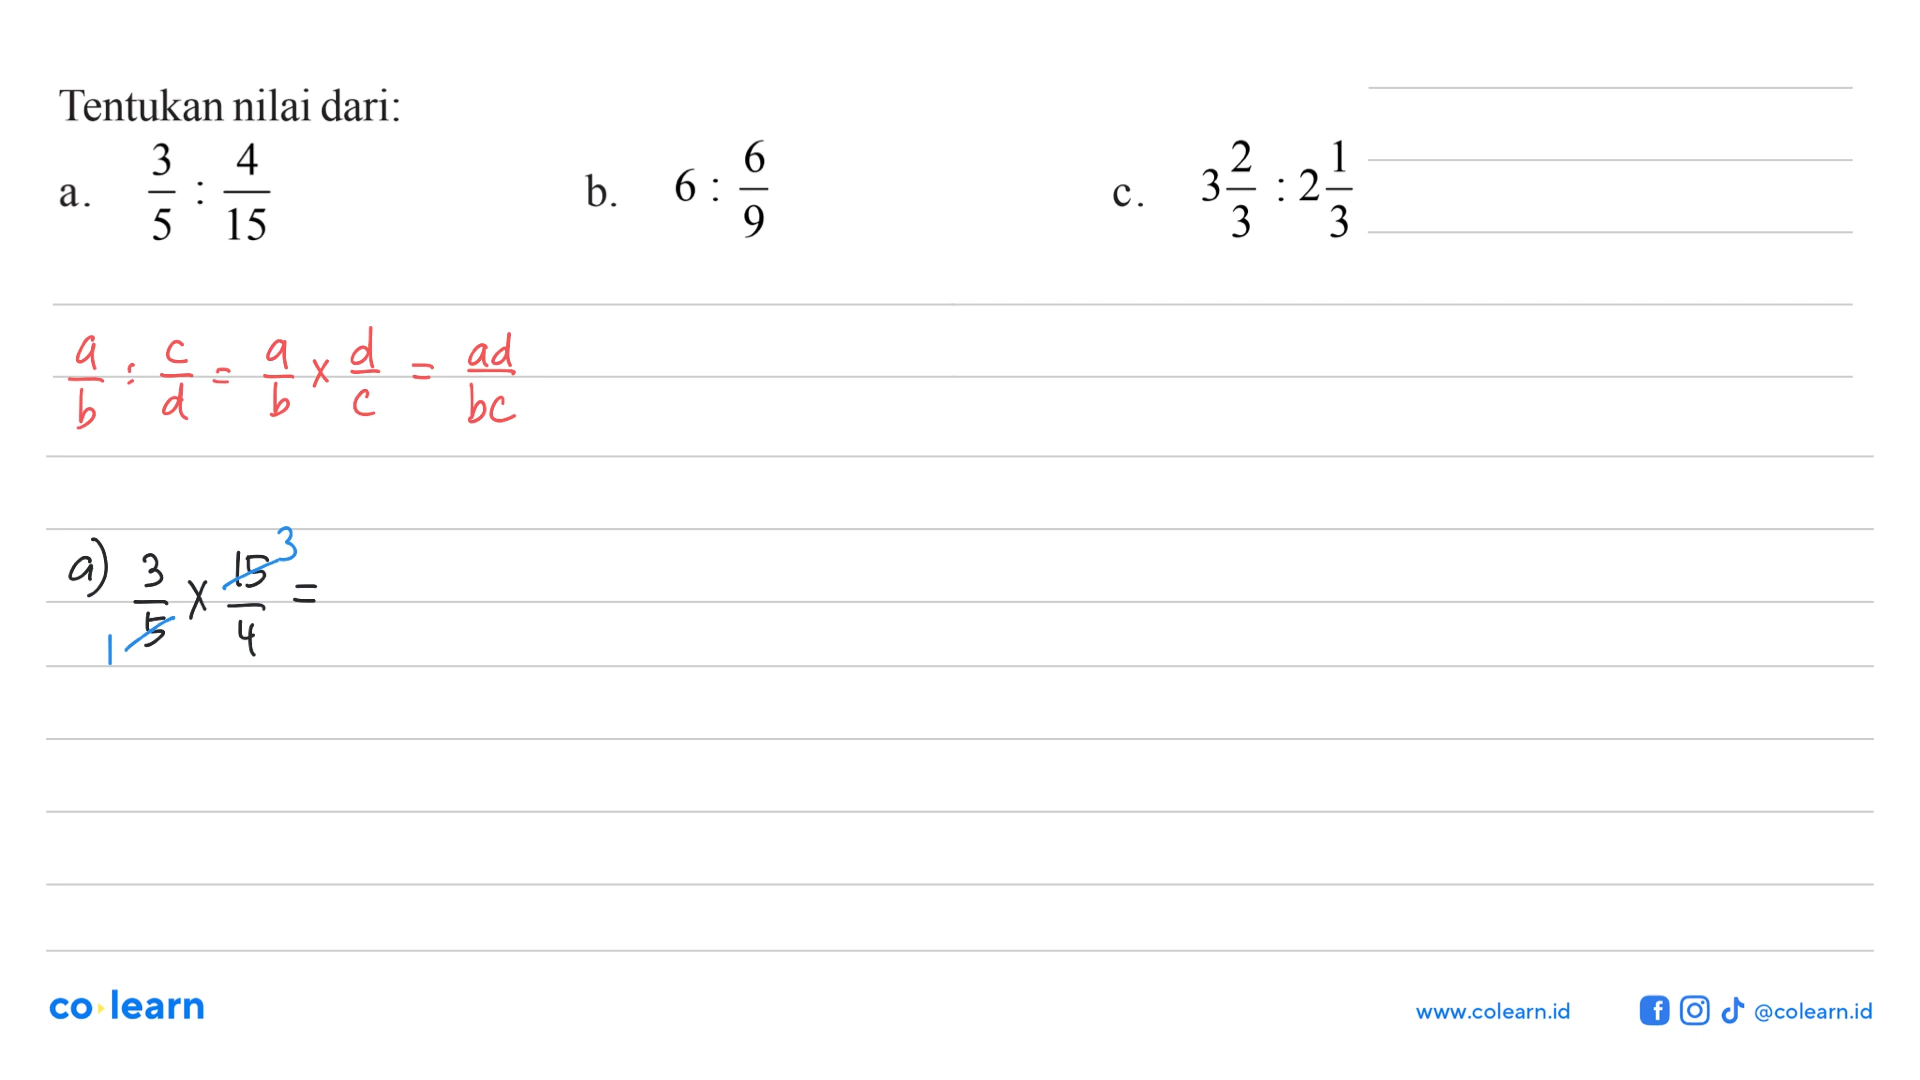 Tentukan nilai dari:
a. 3/5 : 4/15 b. 6 : 6/9 c. 3 2/3 : 2 1/3
a/b : c/d = a/b x d/c = ad/bc
a) 3/5 x 15/4 =
3
1
co learn
www.colearn.id @colearn.id